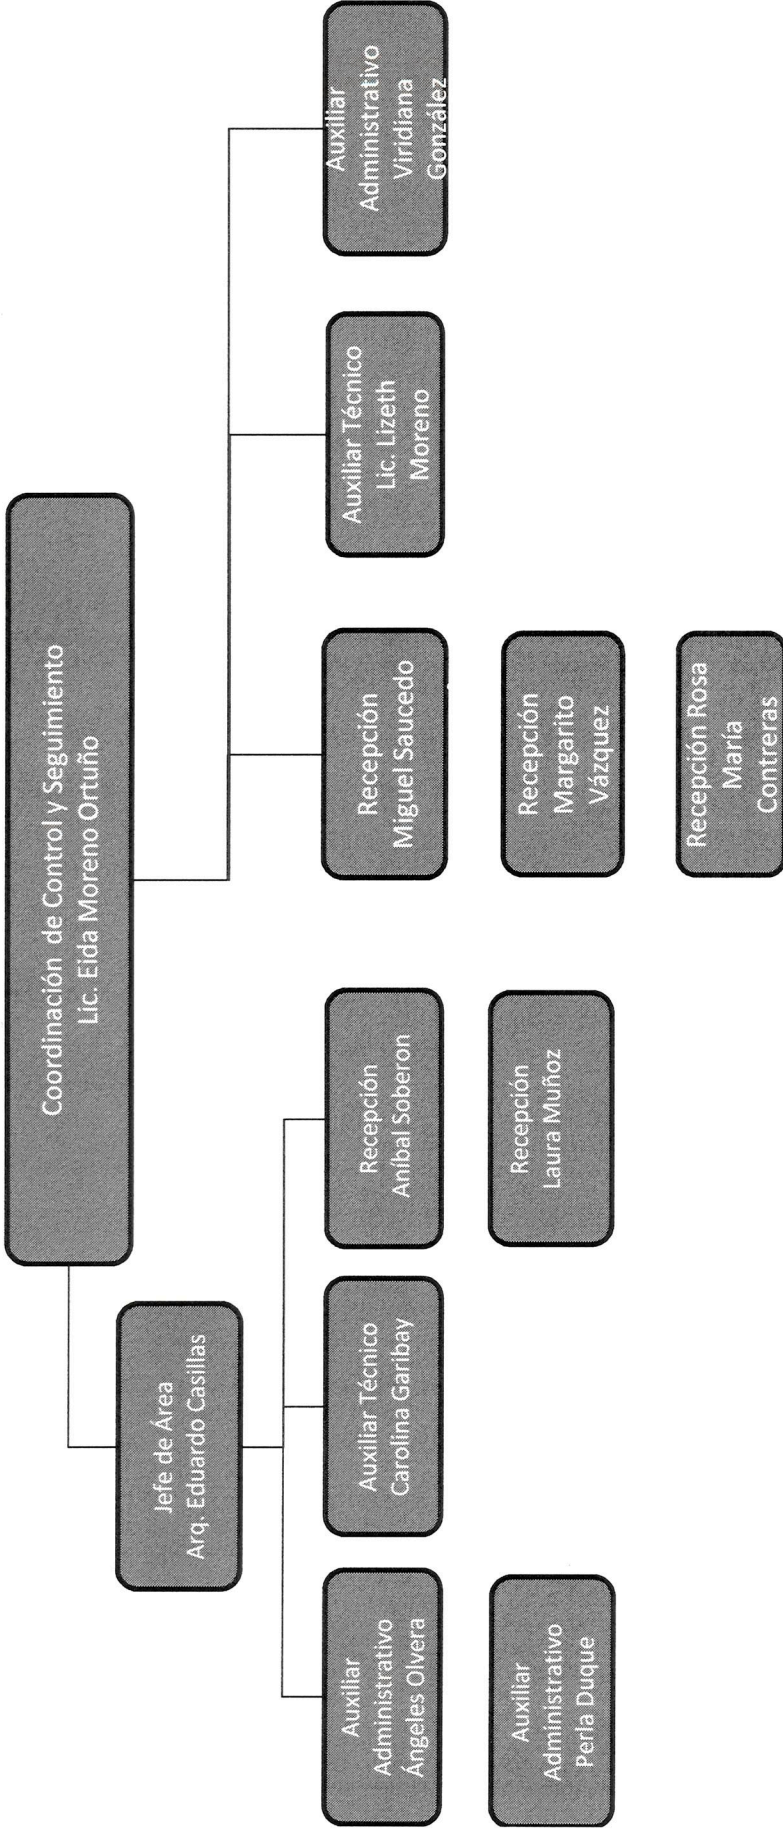 Coordinación de Control y Seguimiento
Lic. Eida Moreno Ortuño
Jefe de Área
Arq. Eduardo Casillas
Auxiliar
Administrativo
Ángeles Olvera
Auxiliar
Administrativo
Perla Duque
Auxiliar Técnico
Carolina Garibay
Recepción
Aníbal Soberon
Recepción
Laura Muñoz
Recepción
Miguel Saucedo
Recepción
Margarito
Vázquez
Recepción Rosa
María
Contreras
Auxiliar Técnico
Lic. Lizeth
Moreno
Auxiliar
Administrativo
Viridiana
González